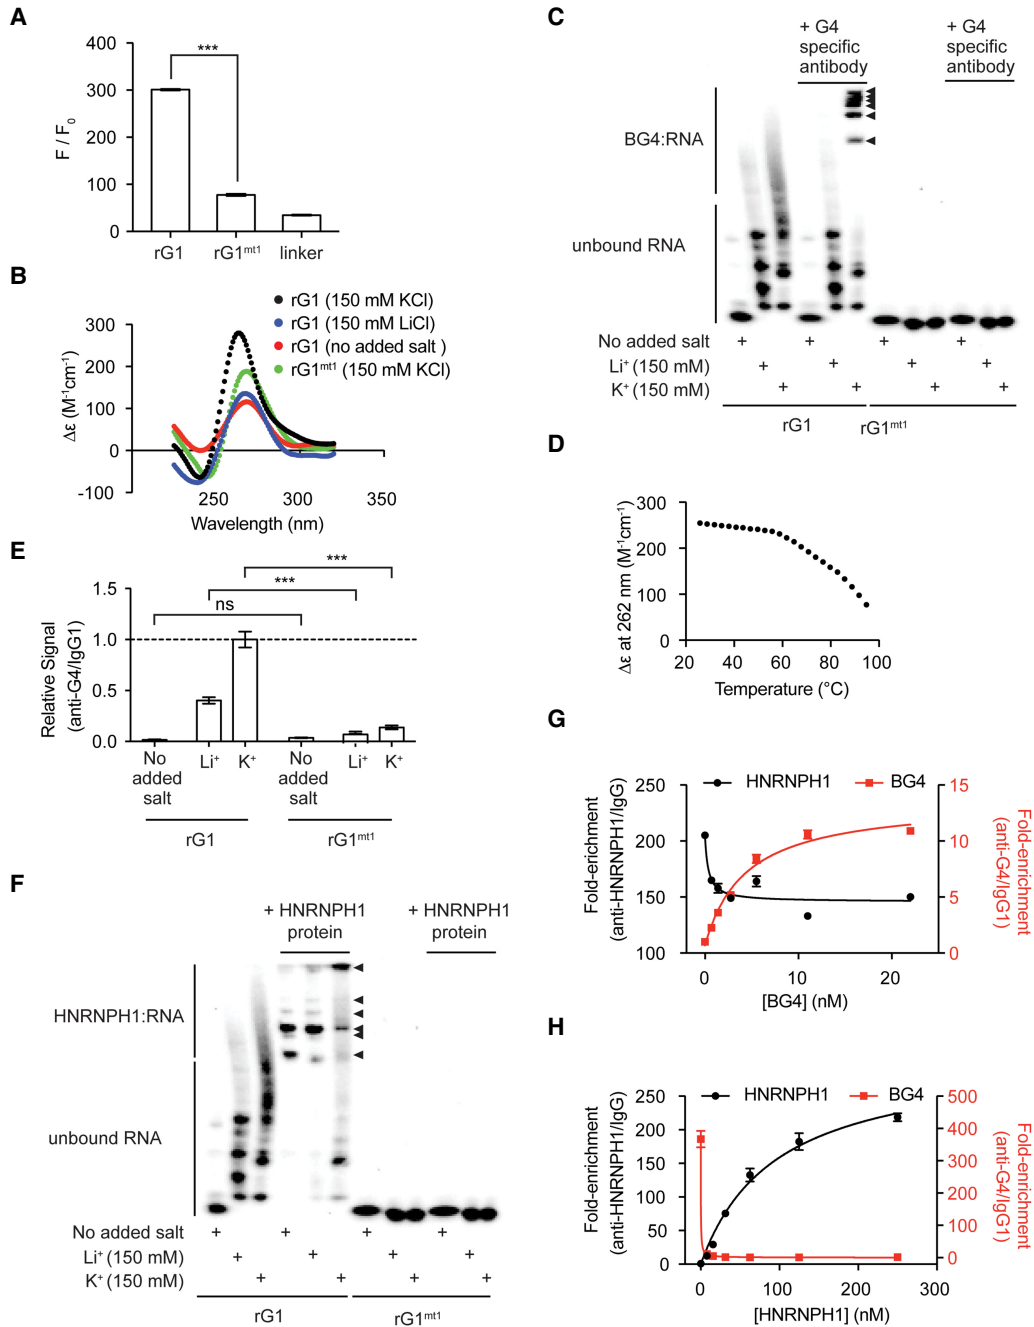 A
400
300
200
100
0
F / F0
***
rG1
rG1mt1
linker
B
rG1 (150 mM KCl)
rG1 (150 mM LiCl)
rG1 (no added salt )
rG1mt1 (150 mM KCl)
300
200
100
0
-100
Δε (M-1cm-1)
250
300
350
Wavelength (nm)
C
+ G4
specific
antibody
+ G4
specific
antibody
BG4:RNA
unbound RNA
No added salt + + + +
Li+ (150 mM) + + + +
K+ (150 mM) + + + +
rG1
rG1mt1
D
300
200
100
0
Δε at 262 nm (M-1cm-1)
20
40
60
80
100
Temperature (°C)
E
***
***
ns
1.5
1.0
0.5
0.0
Relative Signal
(anti-G4/IgG1)
No
added
salt
Li+
K+
No
added
salt
Li+
K+
rG1
rG1mt1
F
+ HNRNPH1
protein
+ HNRNPH1
protein
HNRNPH1:RNA
unbound RNA
No added salt + + + +
Li+ (150 mM) + + + +
K+ (150 mM) + + + +
rG1
rG1mt1
G
HNRNPH1
BG4
250
200
150
100
Fold-erichment
(anti-HNRNPH1/IgG)
15
10
5
0
Fold-enrichment
(anti-G4/IgG1)
0
10
20
[BG4] (nM)
H
HNRNPH1
BG4
250
200
150
100
50
0
Fold-enrichment
(anti-HNRNPH1/IgG)
500
400
300
200
100
0
Fold-enrichment
(anti-G4/IgG1)
0
100
200
300
[HNRNPH1] (nM)